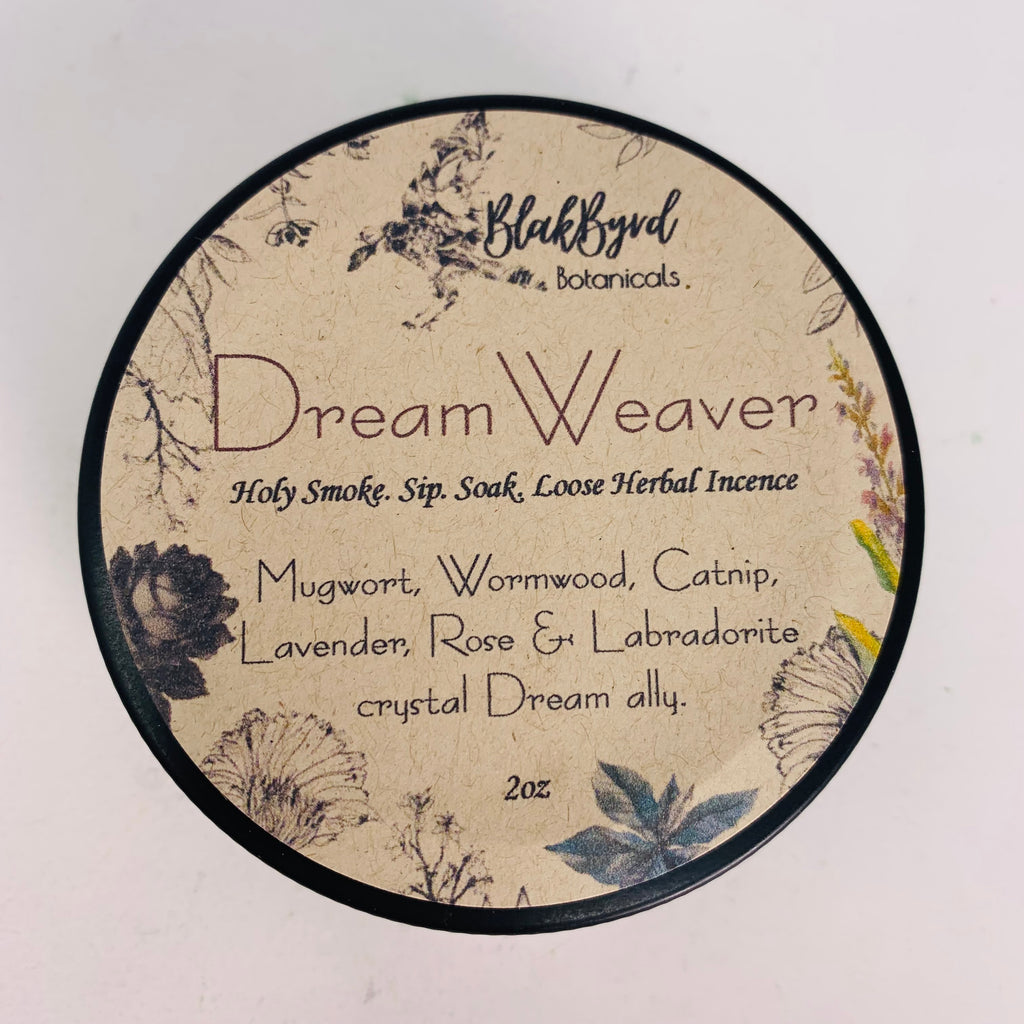 BlakByrd
Botanicals.
Dream Weaver
Holy Smoke. Sip. Soak. Loose Herbal Incence
Mugwort, Wormwood, Catnip,
Lavender, Rose & Labradorite
crystal Dream ally.
2oz